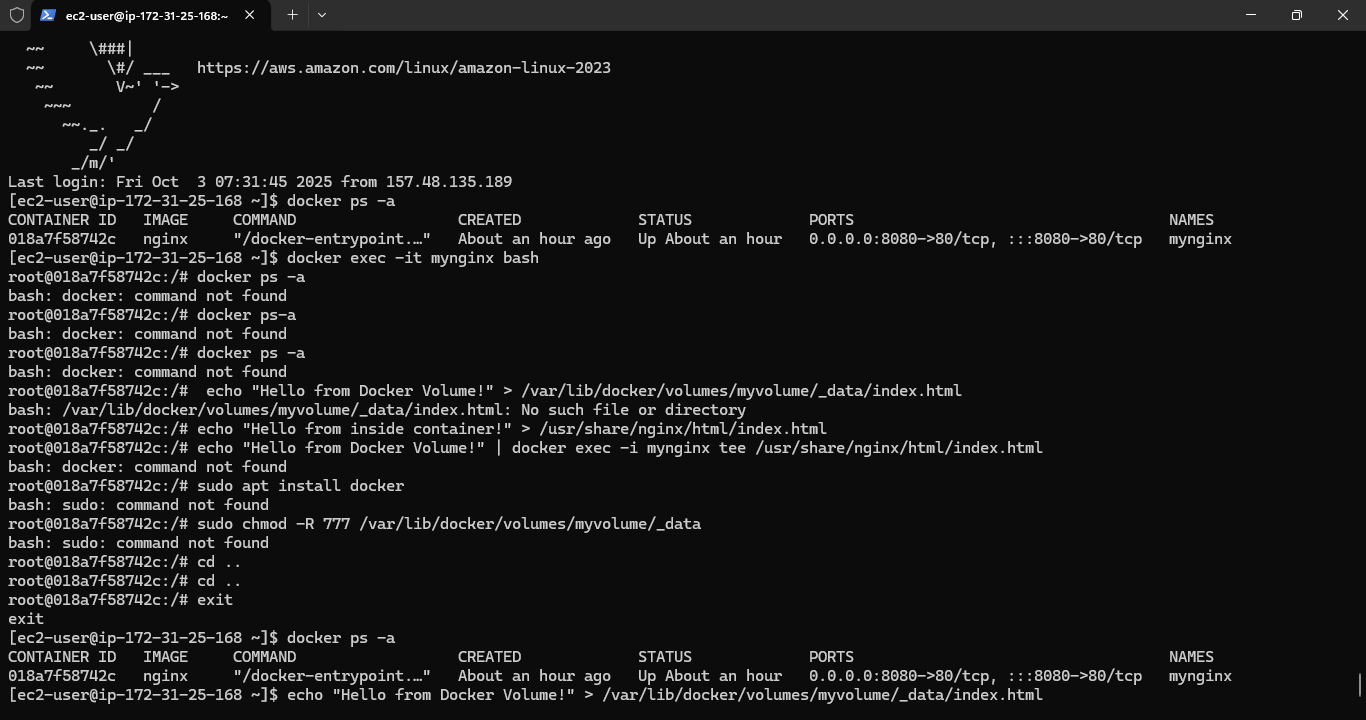 ec2-user@ip-172-31-25-168:~
~~     \###|
~~       \#/ ___   https://aws.amazon.com/linux/amazon-linux-2023
~~       V~' '->
~~~         /
~~._.   _/
_/ _/
_/m/'
Last login: Fri Oct  3 07:31:45 2025 from 157.48.135.189
[ec2-user@ip-172-31-25-168 ~]$ docker ps -a
CONTAINER ID   IMAGE     COMMAND                  CREATED             STATUS             PORTS                                   NAMES
018a7f58742c   nginx     "/docker-entrypoint.…"   About an hour ago   Up About an hour   0.0.0.0:8080->80/tcp, :::8080->80/tcp   mynginx
[ec2-user@ip-172-31-25-168 ~]$ docker exec -it mynginx bash
root@018a7f58742c:/# docker ps -a
bash: docker: command not found
root@018a7f58742c:/# docker ps-a
bash: docker: command not found
root@018a7f58742c:/# docker ps -a
bash: docker: command not found
root@018a7f58742c:/#  echo "Hello from Docker Volume!" > /var/lib/docker/volumes/myvolume/_data/index.html
bash: /var/lib/docker/volumes/myvolume/_data/index.html: No such file or directory
root@018a7f58742c:/# echo "Hello from inside container!" > /usr/share/nginx/html/index.html
root@018a7f58742c:/# echo "Hello from Docker Volume!" | docker exec -i mynginx tee /usr/share/nginx/html/index.html
bash: docker: command not found
root@018a7f58742c:/# sudo apt install docker
bash: sudo: command not found
root@018a7f58742c:/# sudo chmod -R 777 /var/lib/docker/volumes/myvolume/_data
bash: sudo: command not found
root@018a7f58742c:/# cd ..
root@018a7f58742c:/# cd ..
root@018a7f58742c:/# exit
exit
[ec2-user@ip-172-31-25-168 ~]$ docker ps -a
CONTAINER ID   IMAGE     COMMAND                  CREATED             STATUS             PORTS                                   NAMES
018a7f58742c   nginx     "/docker-entrypoint.…"   About an hour ago   Up About an hour   0.0.0.0:8080->80/tcp, :::8080->80/tcp   mynginx
[ec2-user@ip-172-31-25-168 ~]$ echo "Hello from Docker Volume!" > /var/lib/docker/volumes/myvolume/_data/index.html